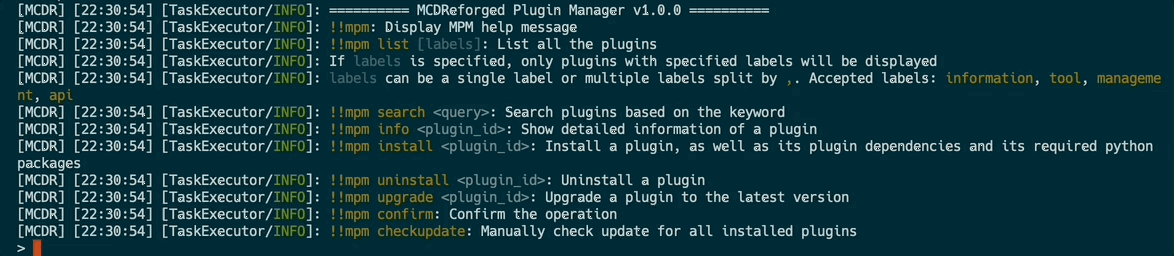 [MCDR] [22:30:54] [TaskExecutor/INFO]: ========== MCDReforged Plugin Manager v1.0.0 ==========
[MCDR] [22:30:54] [TaskExecutor/INFO]: !!mpm: Display MPM help message
[MCDR] [22:30:54] [TaskExecutor/INFO]: !!mpm list [labels]: List all the plugins
[MCDR] [22:30:54] [TaskExecutor/INFO]: If labels is specified, only plugins with specified labels will be displayed
[MCDR] [22:30:54] [TaskExecutor/INFO]: labels can be a single label or multiple labels split by ,. Accepted labels: information, tool, manageme
nt, api
[MCDR] [22:30:54] [TaskExecutor/INFO]: !!mpm search <query>: Search plugins based on the keyword
[MCDR] [22:30:54] [TaskExecutor/INFO]: !!mpm info <plugin_id>: Show detailed information of a plugin
[MCDR] [22:30:54] [TaskExecutor/INFO]: !!mpm install <plugin_id>: Install a plugin, as well as its plugin dependencies and its required python
packages
[MCDR] [22:30:54] [TaskExecutor/INFO]: !!mpm uninstall <plugin_id>: Uninstall a plugin
[MCDR] [22:30:54] [TaskExecutor/INFO]: !!mpm upgrade <plugin_id>: Upgrade a plugin to the latest version
[MCDR] [22:30:54] [TaskExecutor/INFO]: !!mpm confirm: Confirm the operation
[MCDR] [22:30:54] [TaskExecutor/INFO]: !!mpm checkupdate: Manually check update for all installed plugins
>